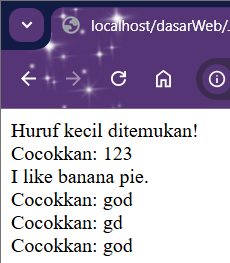 localhost/dasarWeb/
Huruf kecil ditemukan!
Cocokkan: 123
I like banana pie.
Cocokkan: god
Cocokkan: gd
Cocokkan: god